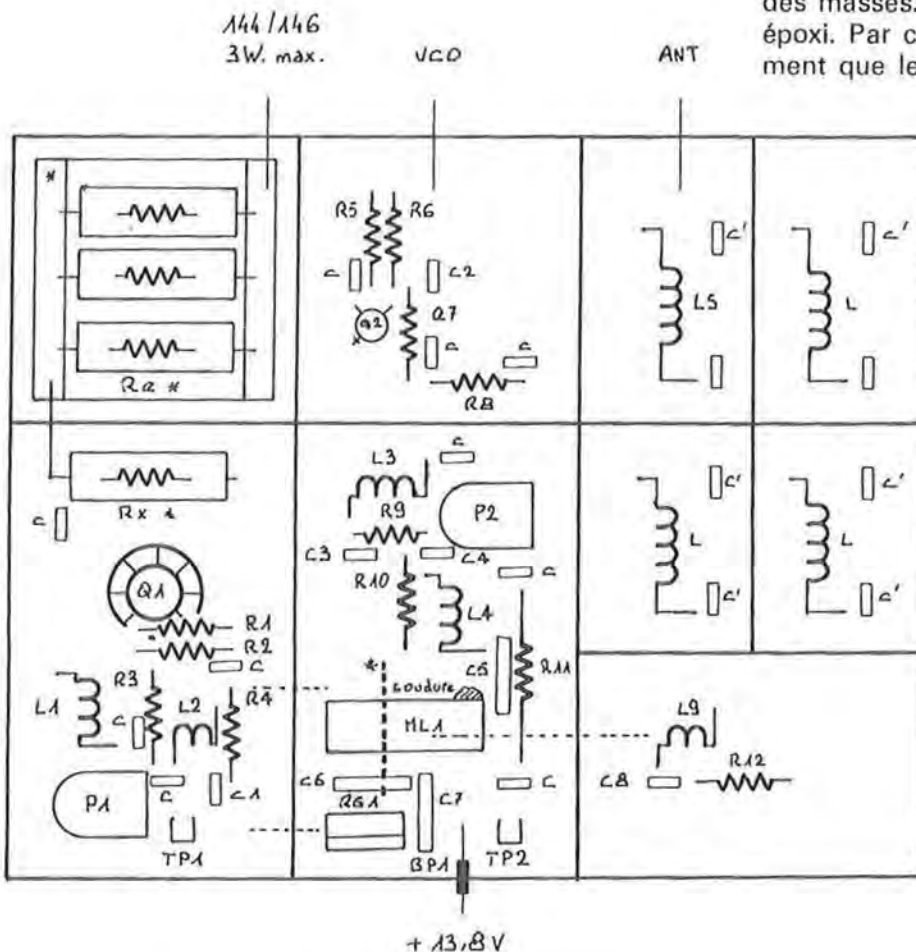 des masses.
époxi. Par c
ment que le
144/146
3W. max.
VCO
ANT
*
Ra *
R5
R6
c
C2
Q2
*
Q7
c
c
R8
c'
L5
c'
L
Rx *
c
Q1
R1
R2
c
L1
R3
c
L2
R4
P1
c
C1
TP1
L3
c
R9
P2
C3
C4
c
R10
L4
C5
R11
*
soudure
ML1
C6
RG1
C7
c
BP1
TP2
c'
L
c'
c'
L
c'
L9
C8
R12
+ 13,8V